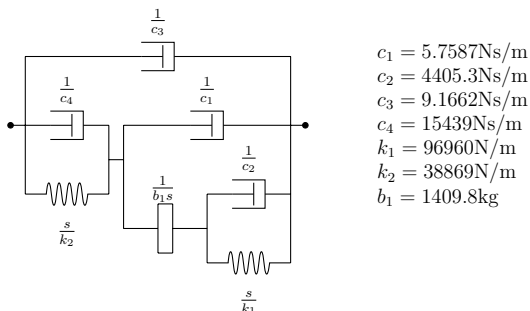 1/c₃
1/c₄
1/c₁
1/c₂
1/(b₁s)
s/k₂
s/k₁
c₁ = 5.7587Ns/m
c₂ = 4405.3Ns/m
c₃ = 9.1662Ns/m
c₄ = 15439Ns/m
k₁ = 96960N/m
k₂ = 38869N/m
b₁ = 1409.8kg